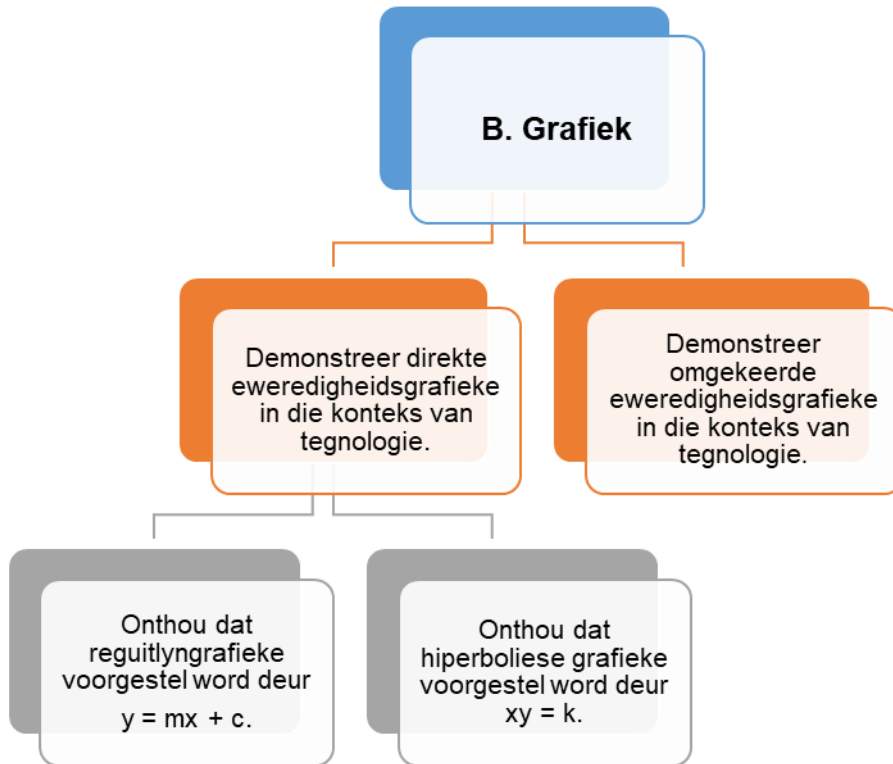 B. Grafiek
Demonstreer direkte
eweredigheidsgrafieke
in die konteks van
tegnologie.
Demonstreer
omgekeerde
eweredigheidsgrafieke
in die konteks van
tegnologie.
Onthou dat
reguitlyngrafieke
voorgestel word deur
y = mx + c.
Onthou dat
hiperboliese grafieke
voorgestel word deur
xy = k.